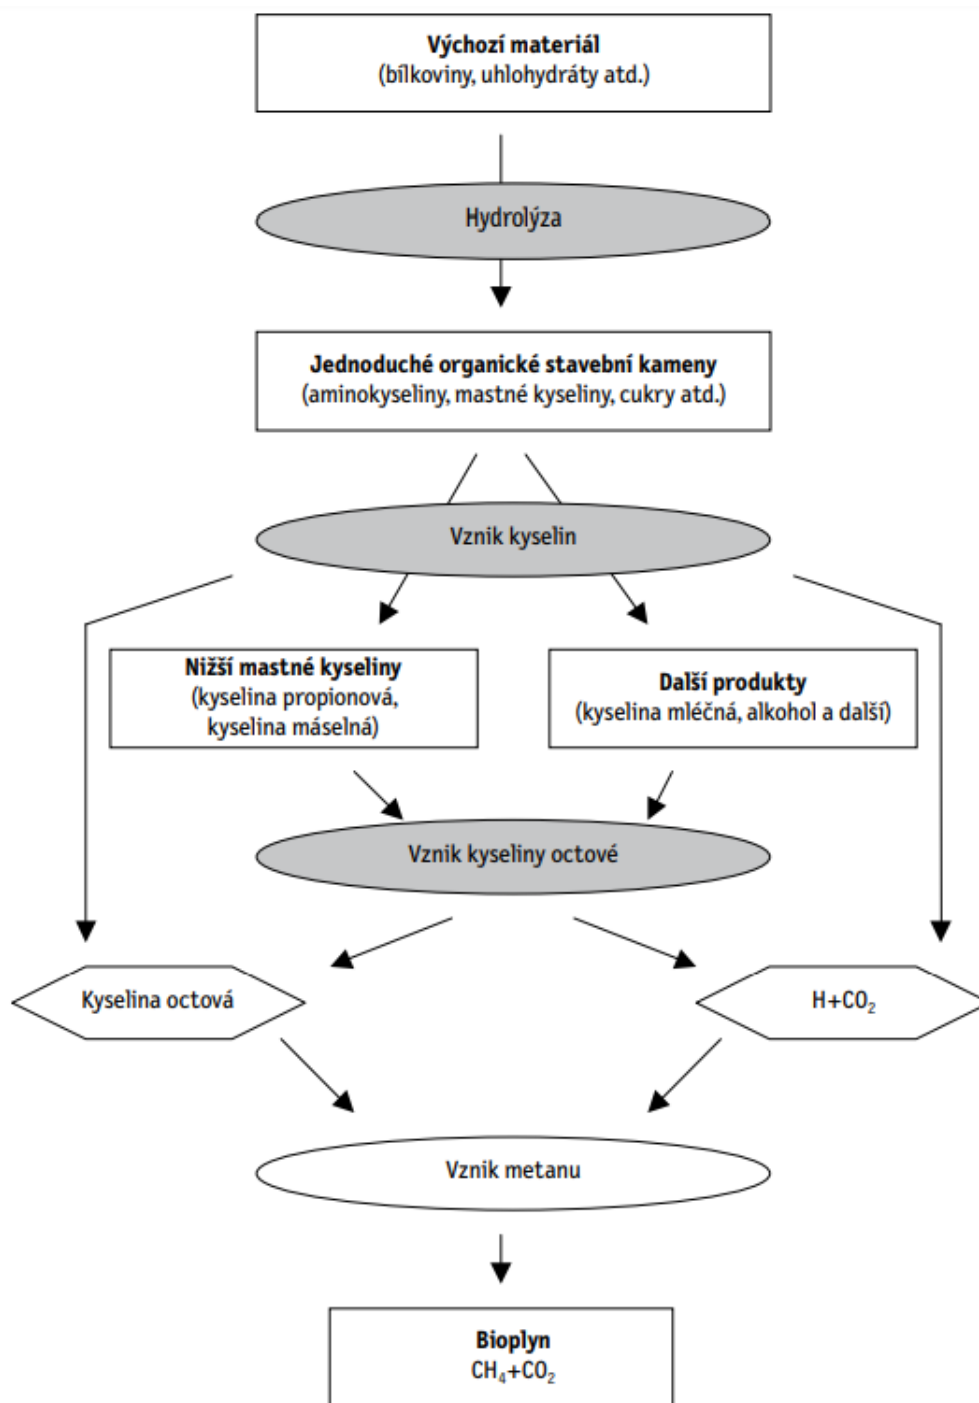 Výchozí materiál
(bílkoviny, uhlohydráty atd.)
Hydrolýza
Jednoduché organické stavební kameny
(aminokyseliny, mastné kyseliny, cukry atd.)
Vznik kyselin
Nižší mastné kyseliny
(kyselina propionová,
kyselina máselná)
Další produkty
(kyselina mléčná, alkohol a další)
Vznik kyseliny octové
Kyselina octová
H+CO₂
Vznik metanu
Bioplyn
CH₄+CO₂